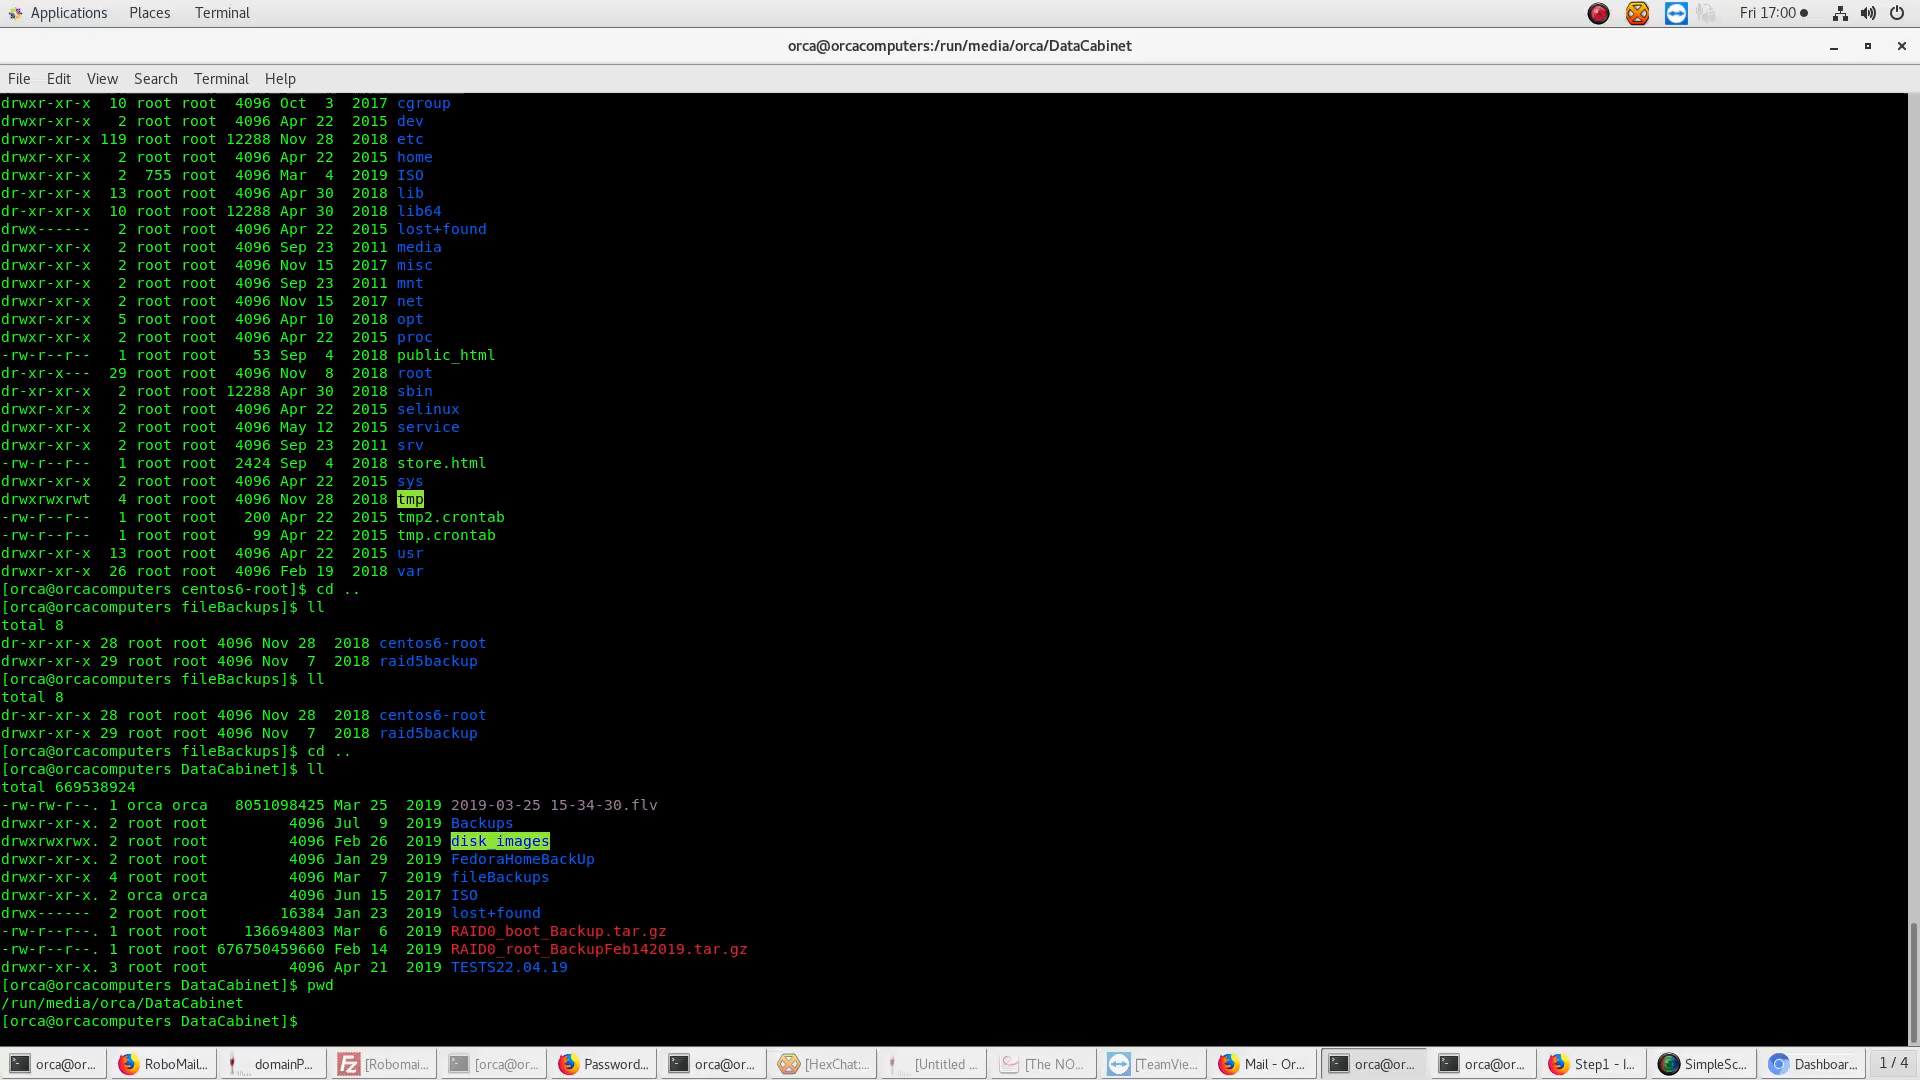 Applications Places Terminal Fri 17:00
orca@orcacomputers:/run/media/orca/DataCabinet
File Edit View Search Terminal Help
drwxr-xr-x  10 root root  4096 Oct  3  2017 cgroup
drwxr-xr-x   2 root root  4096 Apr 22  2015 dev
drwxr-xr-x 119 root root 12288 Nov 28  2018 etc
drwxr-xr-x   2 root root  4096 Apr 22  2015 home
drwxr-xr-x   2  755 root  4096 Mar  4  2019 ISO
dr-xr-xr-x  13 root root  4096 Apr 30  2018 lib
dr-xr-xr-x  10 root root 12288 Apr 30  2018 lib64
drwx------   2 root root  4096 Apr 22  2015 lost+found
drwxr-xr-x   2 root root  4096 Sep 23  2011 media
drwxr-xr-x   2 root root  4096 Nov 15  2017 misc
drwxr-xr-x   2 root root  4096 Sep 23  2011 mnt
drwxr-xr-x   2 root root  4096 Nov 15  2017 net
drwxr-xr-x   5 root root  4096 Apr 10  2018 opt
drwxr-xr-x   2 root root  4096 Apr 22  2015 proc
-rw-r--r--   1 root root    53 Sep  4  2018 public_html
dr-xr-x---  29 root root  4096 Nov  8  2018 root
dr-xr-xr-x   2 root root 12288 Apr 30  2018 sbin
drwxr-xr-x   2 root root  4096 Apr 22  2015 selinux
drwxr-xr-x   2 root root  4096 May 12  2015 service
drwxr-xr-x   2 root root  4096 Sep 23  2011 srv
-rw-r--r--   1 root root  2424 Sep  4  2018 store.html
drwxr-xr-x   2 root root  4096 Apr 22  2015 sys
drwxrwxrwt   4 root root  4096 Nov 28  2018 tmp
-rw-r--r--   1 root root   200 Apr 22  2015 tmp2.crontab
-rw-r--r--   1 root root    99 Apr 22  2015 tmp.crontab
drwxr-xr-x  13 root root  4096 Apr 22  2015 usr
drwxr-xr-x  26 root root  4096 Feb 19  2018 var
[orca@orcacomputers centos6-root]$ cd ..
[orca@orcacomputers fileBackups]$ ll
total 8
dr-xr-xr-x 28 root root 4096 Nov 28  2018 centos6-root
drwxr-xr-x 29 root root 4096 Nov  7  2018 raid5backup
[orca@orcacomputers fileBackups]$ ll
total 8
dr-xr-xr-x 28 root root 4096 Nov 28  2018 centos6-root
drwxr-xr-x 29 root root 4096 Nov  7  2018 raid5backup
[orca@orcacomputers fileBackups]$ cd ..
[orca@orcacomputers DataCabinet]$ ll
total 669538924
-rw-rw-r--. 1 orca orca   8051098425 Mar 25  2019 2019-03-25 15-34-30.flv
drwxr-xr-x. 2 root root         4096 Jul  9  2019 Backups
drwxrwxrwx. 2 root root         4096 Feb 26  2019 disk_images
drwxr-xr-x. 2 root root         4096 Jan 29  2019 FedoraHomeBackUp
drwxr-xr-x  4 root root         4096 Mar  7  2019 fileBackups
drwxr-xr-x. 2 orca orca         4096 Jun 15  2017 ISO
drwx------  2 root root        16384 Jan 23  2019 lost+found
-rw-r--r--. 1 root root    136694803 Mar  6  2019 RAID0_boot_Backup.tar.gz
-rw-r--r--. 1 root root 676750459660 Feb 14  2019 RAID0_root_BackupFeb142019.tar.gz
drwxr-xr-x. 3 root root         4096 Apr 21  2019 TESTS22.04.19
[orca@orcacomputers DataCabinet]$ pwd
/run/media/orca/DataCabinet
[orca@orcacomputers DataCabinet]$
orca@or... RoboMail... domainP... [Robomai... [orca@or... Password... orca@or... [HexChat:... [Untitled ... [The NO... [TeamVie... Mail - Or... orca@or... orca@or... Step1 - I... SimpleSc... Dashboar... 1 / 4